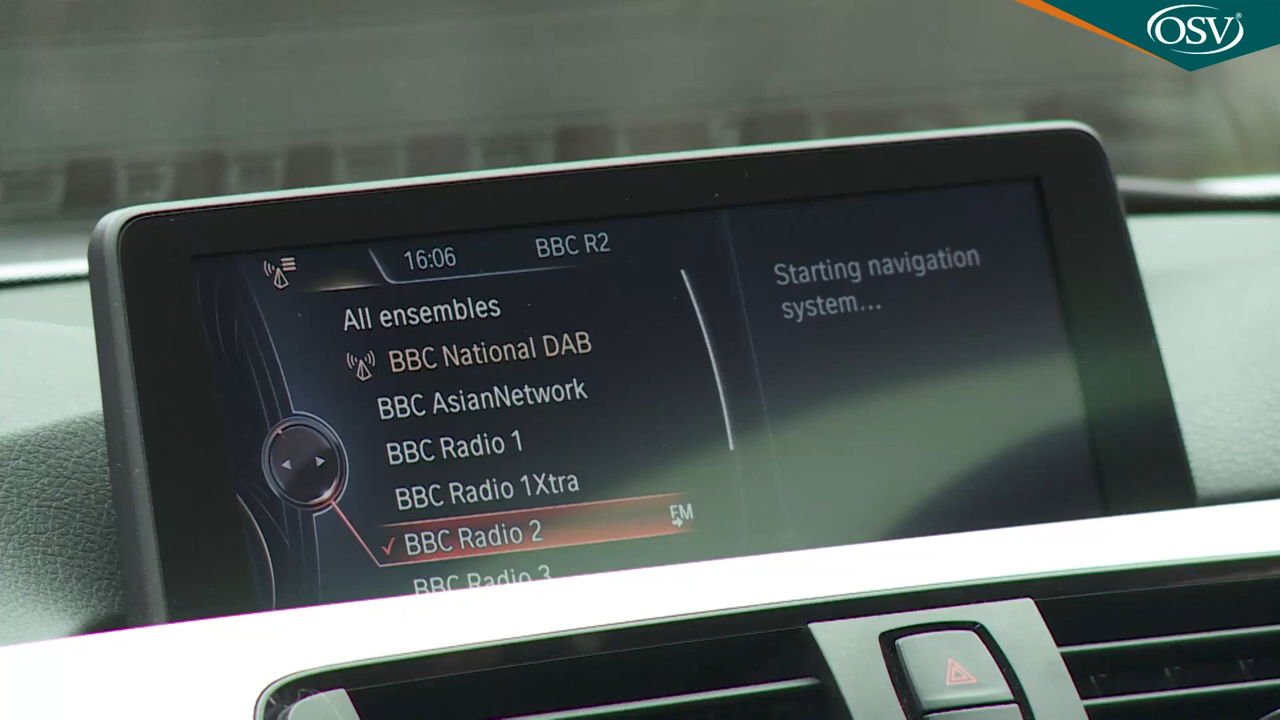 OSV
16:06
BBC R2
All ensembles
BBC National DAB
BBC AsianNetwork
BBC Radio 1
BBC Radio 1Xtra
✓ BBC Radio 2
FM
BBC Radio 3
Starting navigation
system...